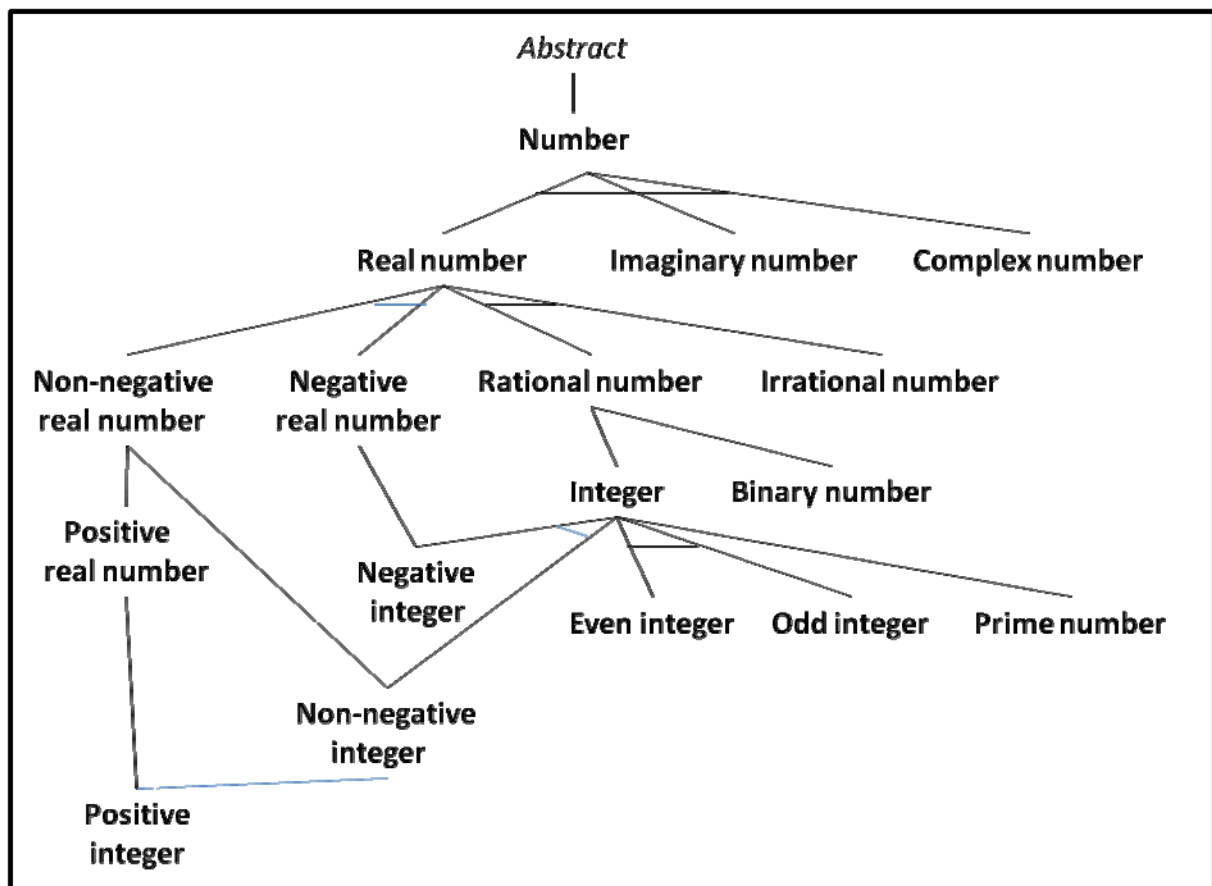 Abstract
Number
Real number
Imaginary number
Complex number
Non-negative
real number
Negative
real number
Rational number
Irrational number
Integer
Binary number
Positive
real number
Negative
integer
Even integer
Odd integer
Prime number
Non-negative
integer
Positive
integer